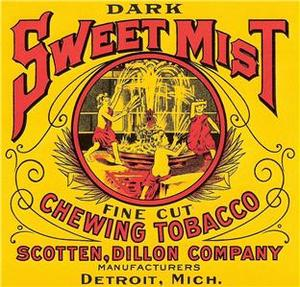 DARK
SWEET MIST
FINE CUT
CHEWING TOBACCO
SCOTTEN, DILLON COMPANY
MANUFACTURERS
DETROIT, MICH.